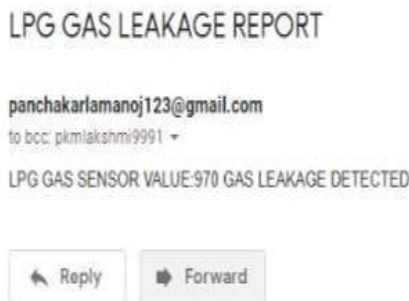 LPG GAS LEAKAGE REPORT
panchakarlamanoj123@gmail.com
to bcc: pkmlakshmi9991
LPG GAS SENSOR VALUE:970 GAS LEAKAGE DETECTED
Reply
Forward